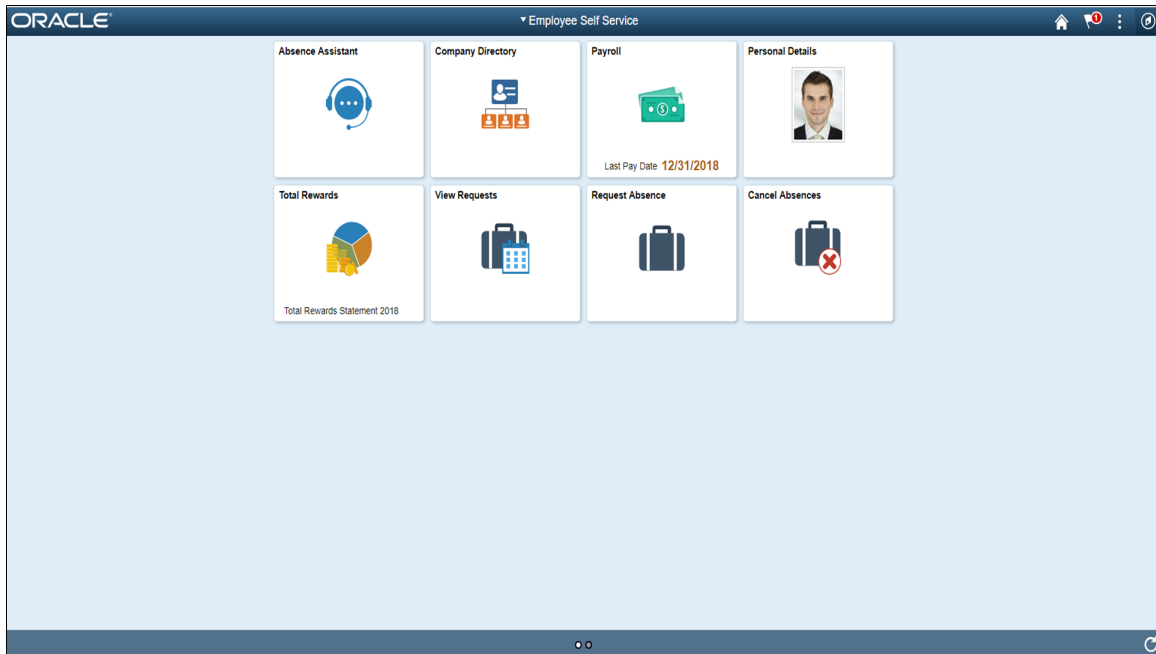 ORACLE
Employee Self Service
1
Absence Assistant
Company Directory
Payroll
Personal Details
Last Pay Date 12/31/2018
Total Rewards
View Requests
Request Absence
Cancel Absences
Total Rewards Statement 2018